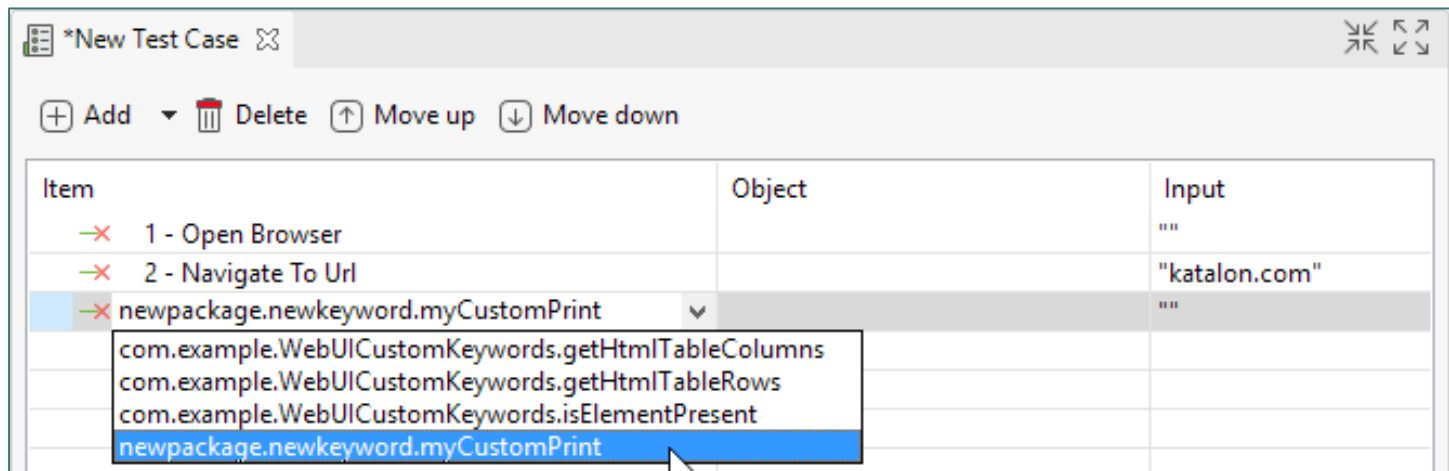 *New Test Case
Add Delete Move up Move down
Item Object Input
1 - Open Browser ""
2 - Navigate To Url "katalon.com"
newpackage.newkeyword.myCustomPrint ""
com.example.WebUICustomKeywords.getHtmlTableColumns
com.example.WebUICustomKeywords.getHtmlTableRows
com.example.WebUICustomKeywords.isElementPresent
newpackage.newkeyword.myCustomPrint